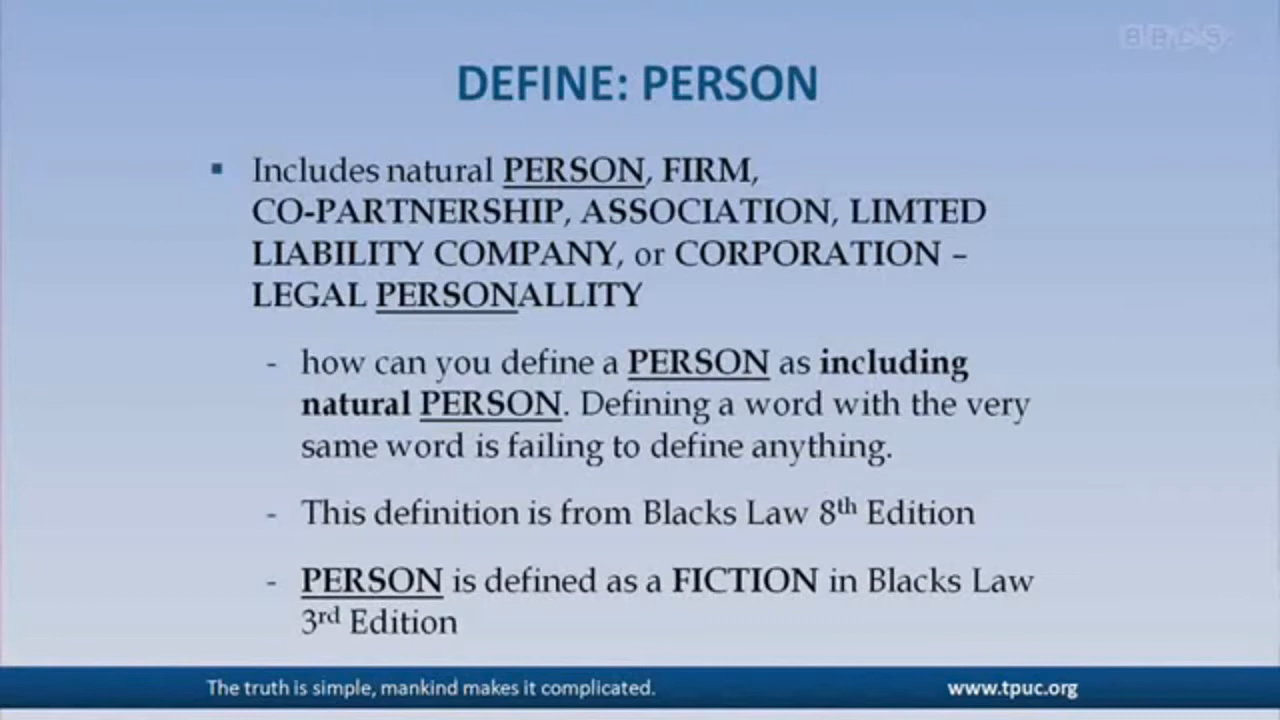 BBC5.
DEFINE: PERSON
▪ Includes natural PERSON, FIRM,
CO-PARTNERSHIP, ASSOCIATION, LIMTED
LIABILITY COMPANY, or CORPORATION –
LEGAL PERSONALLITY
- how can you define a PERSON as including
natural PERSON. Defining a word with the very
same word is failing to define anything.
- This definition is from Blacks Law 8th Edition
- PERSON is defined as a FICTION in Blacks Law
3rd Edition
The truth is simple, mankind makes it complicated.
www.tpuc.org